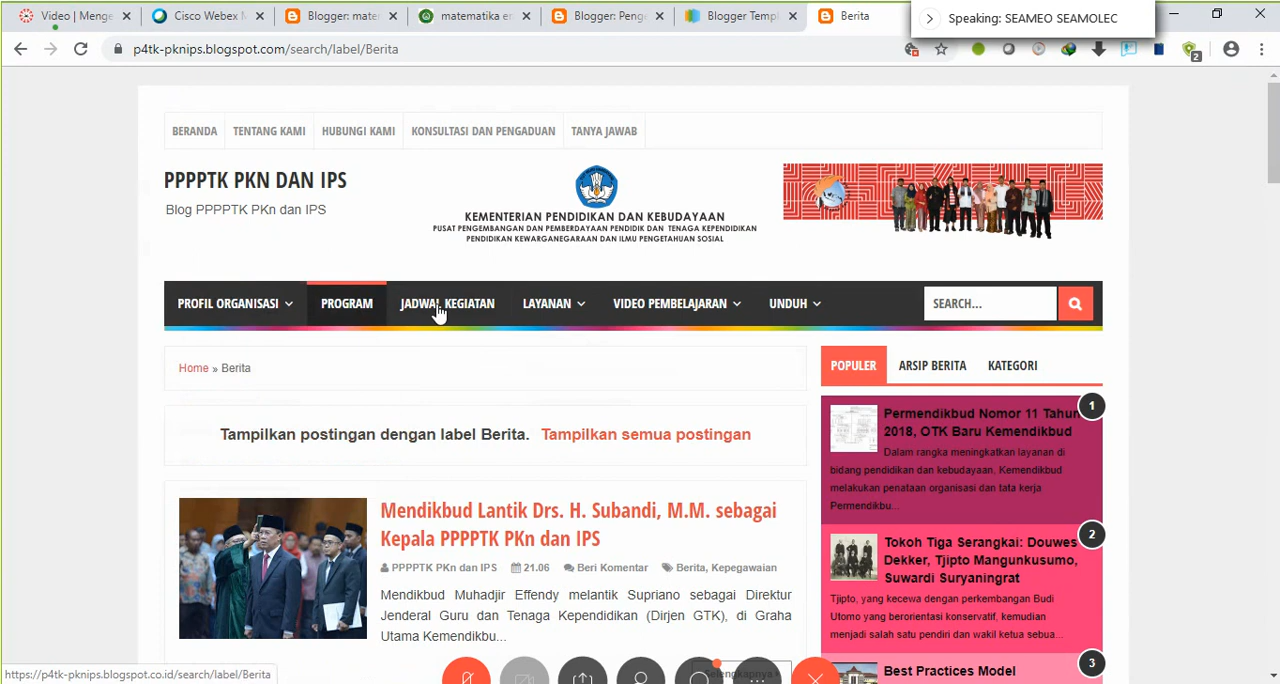 Video | Menge
Cisco Webex M
Blogger: mate
matematika er
Blogger: Peng
Blogger Temp
Berita
Speaking: SEAMEO SEAMOLEC
p4tk-pknips.blogspot.com/search/label/Berita
2
BERANDA
TENTANG KAMI
HUBUNGI KAMI
KONSULTASI DAN PENGADUAN
TANYA JAWAB
PPPPTK PKN DAN IPS
Blog PPPPTK PKn dan IPS
KEMENTERIAN PENDIDIKAN DAN KEBUDAYAAN
PUSAT PENGEMBANGAN DAN PEMBERDAYAAN PENDIDIK DAN TENAGA KEPENDIDIKAN
PENDIDIKAN KEWARGANEGARAAN DAN ILMU PENGETAHUAN SOSIAL
PROFIL ORGANISASI
PROGRAM
JADWAL KEGIATAN
LAYANAN
VIDEO PEMBELAJARAN
UNDUH
SEARCH...
Home » Berita
Tampilkan postingan dengan label Berita. Tampilkan semua postingan
Mendikbud Lantik Drs. H. Subandi, M.M. sebagai
Kepala PPPPTK PKn dan IPS
PPPPTK PKn dan IPS 21.06 Beri Komentar Berita, Kepegawaian
Mendikbud Muhadjir Effendy melantik Supriano sebagai Direktur
Jenderal Guru dan Tenaga Kependidikan (Dirjen GTK), di Graha
Utama Kemendikbu...
POPULER
ARSIP BERITA
KATEGORI
1
Permendikbud Nomor 11 Tahun
2018, OTK Baru Kemendikbud
Dalam rangka meningkatkan layanan di
bidang pendidikan dan kebudayaan. Kemendikbud
melakukan penataan organisasi dan tata kerja
Permendikbu...
2
Tokoh Tiga Serangkai: Douwes
Dekker, Tjipto Mangunkusumo,
Suwardi Suryaningrat
Tjipto, yang kecewa dengan perkembangan Budi
Utomo yang berorientasi konservatif, kemudian
menjadi salah satu pendiri dan wakil ketua sebua...
3
Best Practices Model
https://p4tk-pknips.blogspot.co.id/search/label/Berita